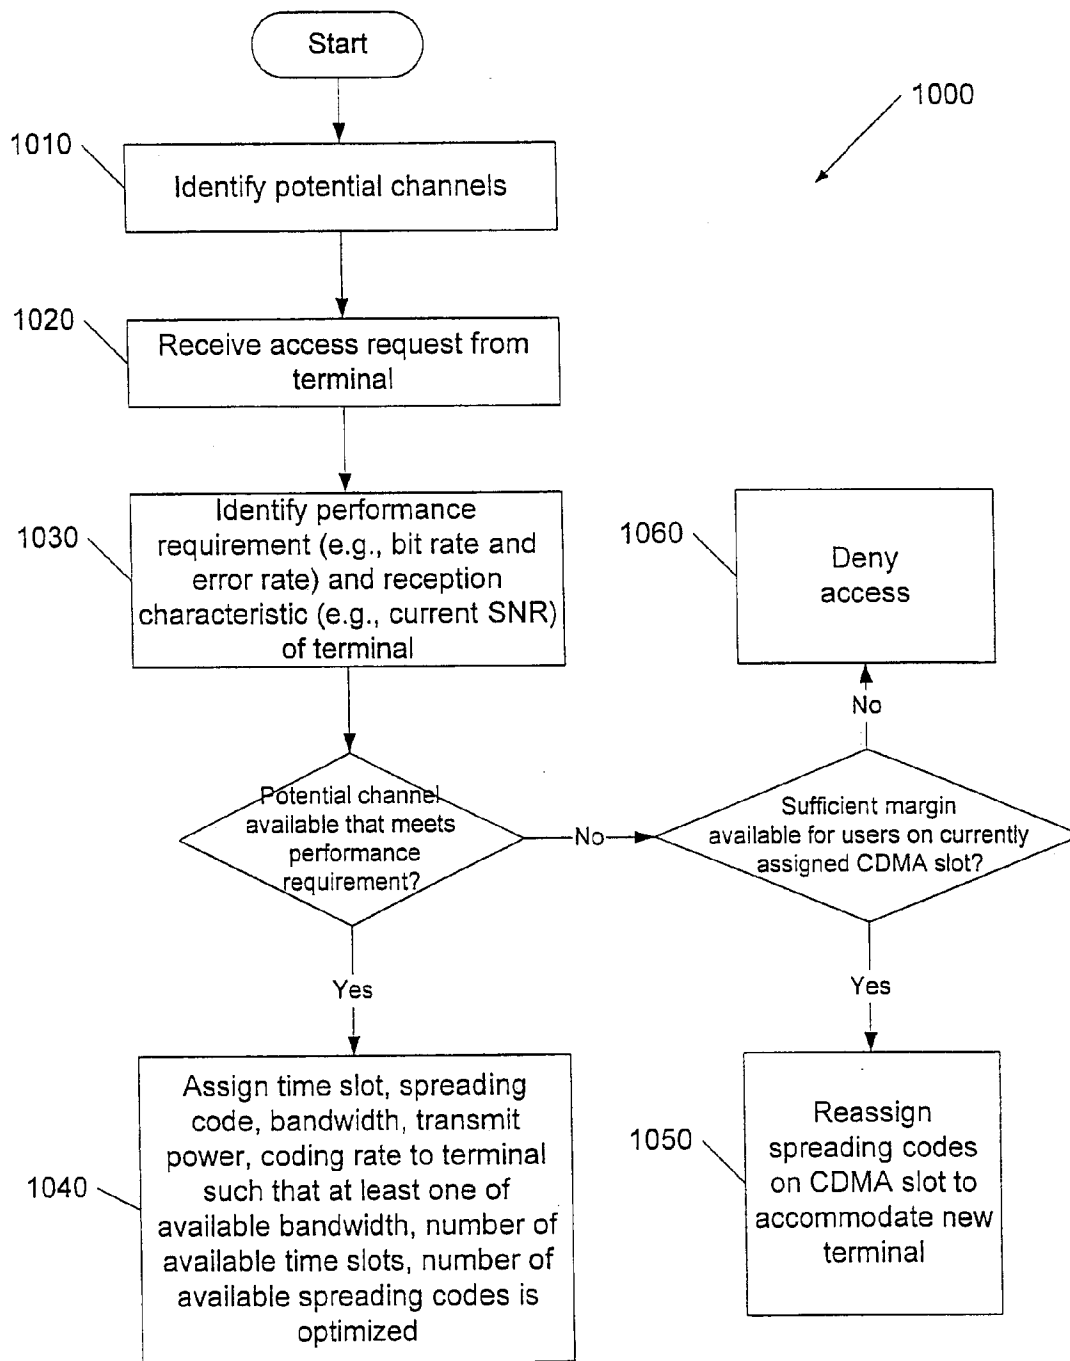 Start
1000
1010
Identify potential channels
1020
Receive access request from
terminal
1030
Identify performance
requirement (e.g., bit rate and
error rate) and reception
characteristic (e.g., current SNR)
of terminal
1060
Deny
access
No
Potential channel
available that meets
performance
requirement?
No
Sufficient margin
available for users on currently
assigned CDMA slot?
Yes
Yes
1040
Assign time slot, spreading
code, bandwidth, transmit
power, coding rate to terminal
such that at least one of
available bandwidth, number of
available time slots, number of
available spreading codes is
optimized
1050
Reassign
spreading codes
on CDMA slot to
accommodate new
terminal